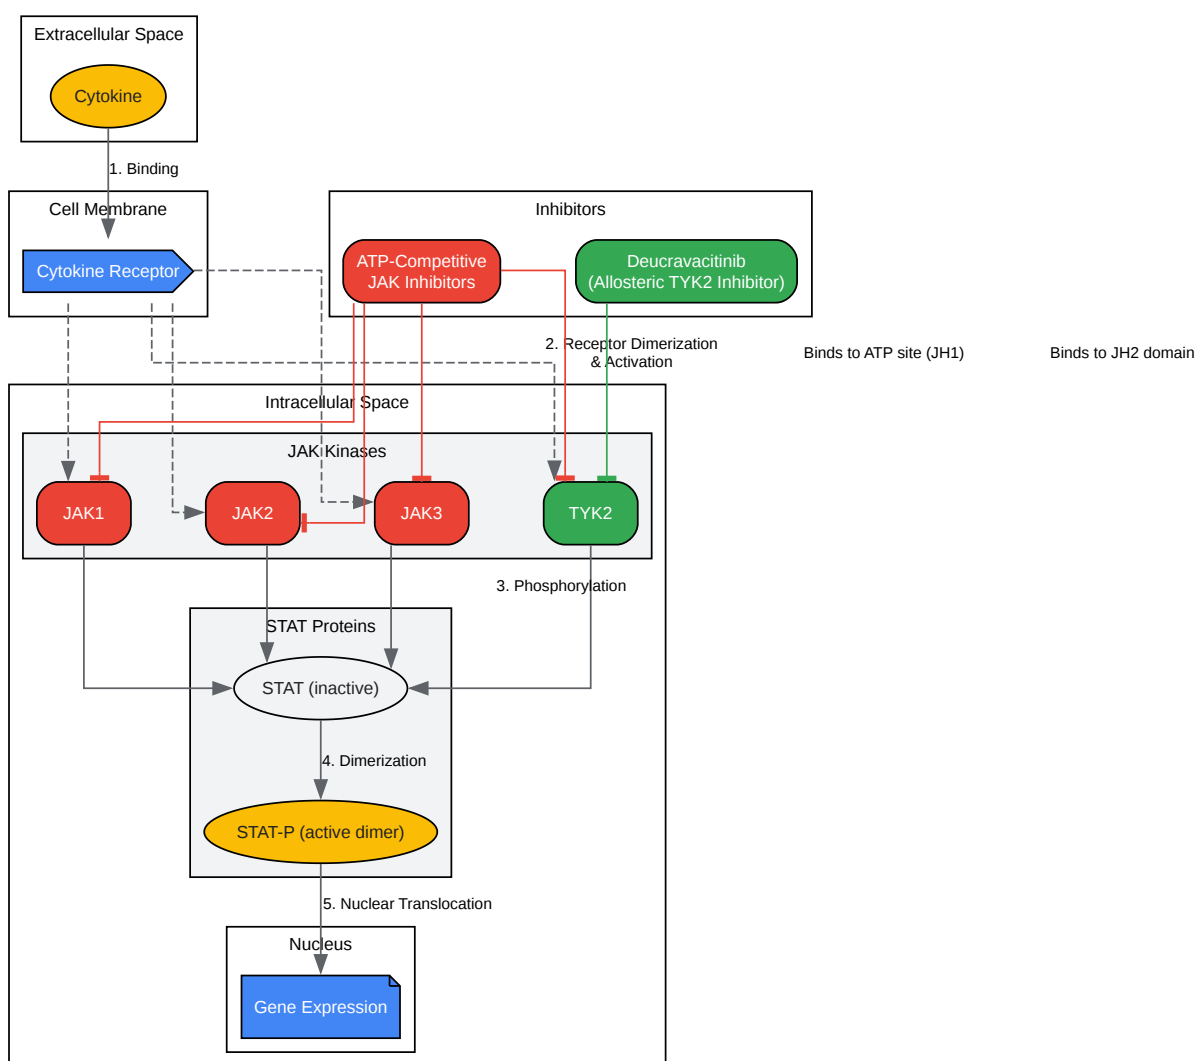 Extracellular Space
Cytokine
1. Binding
Cell Membrane
Cytokine Receptor
Inhibitors
ATP-Competitive
JAK Inhibitors
Deucravacitinib
(Allosteric TYK2 Inhibitor)
2. Receptor Dimerization
& Activation
Binds to ATP site (JH1)
Binds to JH2 domain
Intracellular Space
JAK Kinases
JAK1
JAK2
JAK3
TYK2
3. Phosphorylation
STAT Proteins
STAT (inactive)
4. Dimerization
STAT-P (active dimer)
5. Nuclear Translocation
Nucleus
Gene Expression